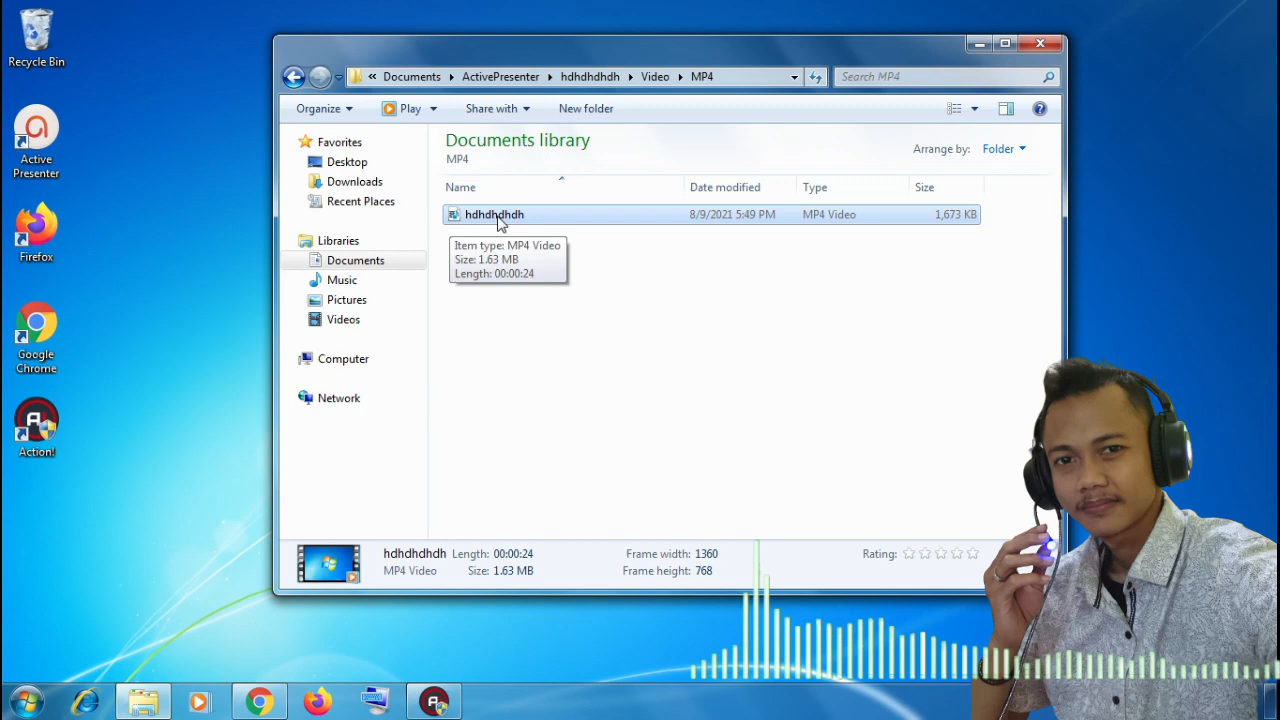 Recycle Bin
Active
Presenter
Firefox
Google
Chrome
Action!
« Documents ▸ ActivePresenter ▸ hdhdhdhdh ▸ Video ▸ MP4
Search MP4
Organize Play Share with New folder
Favorites
Desktop
Downloads
Recent Places
Libraries
Documents
Music
Pictures
Videos
Computer
Network
Documents library
MP4
Arrange by: Folder
Name Date modified Type Size
hdhdhdhdh 8/9/2021 5:49 PM MP4 Video 1,673 KB
Item type: MP4 Video
Size: 1.63 MB
Length: 00:00:24
hdhdhdhdh Length: 00:00:24 Frame width: 1360 Rating:
MP4 Video Size: 1.63 MB Frame height: 768